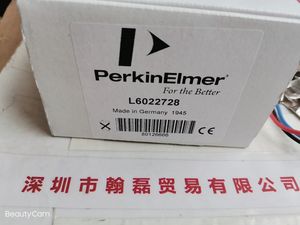 PerkinElmer®
For the Better
L6022728
Made in Germany 1945
CE
80126666
深圳市翰磊贸易有限公司
BeautyCam